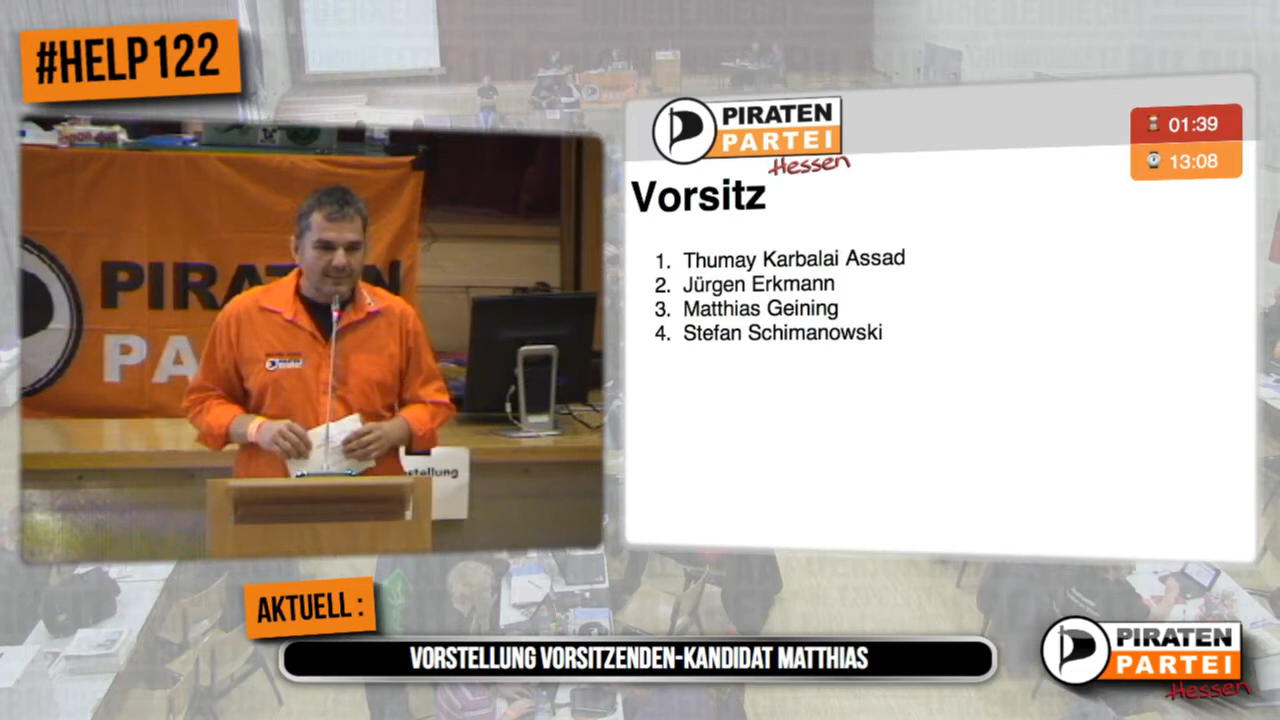 #HELP122
PIRATEN
PARTEI
Hessen
01:39
13:08
Vorsitz
1. Thumay Karbalai Assad
2. Jürgen Erkmann
3. Matthias Geining
4. Stefan Schimanowski
PIRATEN
PA
PIRATEN
stellung
AKTUELL :
VORSTELLUNG VORSITZENDEN-KANDIDAT MATTHIAS
PIRATEN
PARTEI
Hessen